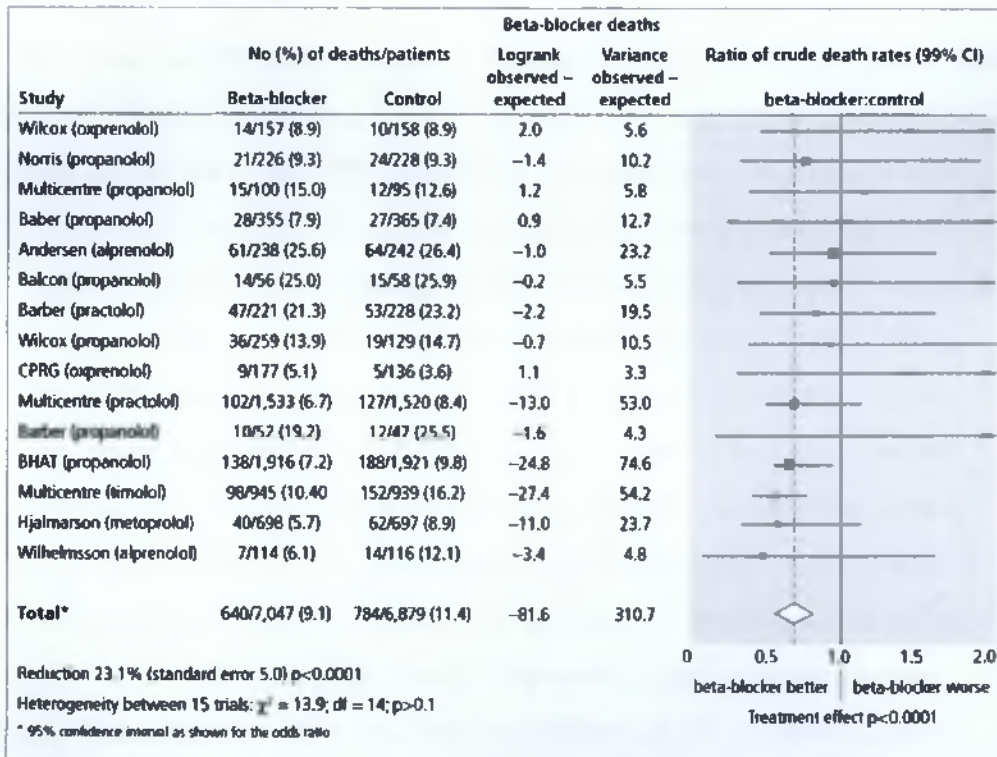 Beta-blocker deaths
No (%) of deaths/patients Logrank Variance Ratio of crude death rates (99% CI)
observed – observed –
Study Beta-blocker Control expected expected beta-blocker:control
Wilcox (oxprenolol) 14/157 (8.9) 10/158 (8.9) 2.0 5.6
Norris (propanolol) 21/226 (9.3) 24/228 (9.3) –1.4 10.2
Multicentre (propanolol) 15/100 (15.0) 12/95 (12.6) 1.2 5.8
Baber (propanolol) 28/355 (7.9) 27/365 (7.4) 0.9 12.7
Andersen (alprenolol) 61/238 (25.6) 64/242 (26.4) –1.0 23.2
Balcon (propanolol) 14/56 (25.0) 15/58 (25.9) –0.2 5.5
Barber (practolol) 47/221 (21.3) 53/228 (23.2) –2.2 19.5
Wilcox (propanolol) 36/259 (13.9) 19/129 (14.7) –0.7 10.5
CPRG (oxprenolol) 9/177 (5.1) 5/136 (3.6) 1.1 3.3
Multicentre (practolol) 102/1,533 (6.7) 127/1,520 (8.4) –13.0 53.0
Barber (propanolol) 10/52 (19.2) 12/47 (25.5) –1.6 4.3
BHAT (propanolol) 138/1,916 (7.2) 188/1,921 (9.8) –24.8 74.6
Multicentre (timolol) 98/945 (10.40 152/939 (16.2) –27.4 54.2
Hjalmarson (metoprolol) 40/698 (5.7) 62/697 (8.9) –11.0 23.7
Wilhelmsson (alprenolol) 7/114 (6.1) 14/116 (12.1) –3.4 4.8
Total* 640/7,047 (9.1) 784/6,879 (11.4) –81.6 310.7
0 0.5 1.0 1.5 2.0
Reduction 23.1% (standard error 5.0) p<0.0001
beta-blocker better beta-blocker worse
Heterogeneity between 15 trials: χ² = 13.9; df = 14; p>0.1
Treatment effect p<0.0001
* 95% confidence interval as shown for the odds ratio